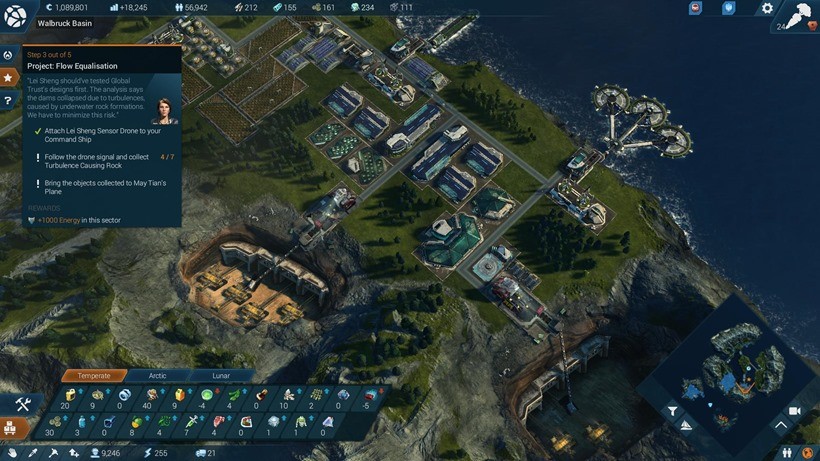 1,089,801 +18,245 56,942 212 155 161 234 111
Walbruck Basin
24
Step 3 out of 5
Project: Flow Equalisation
"Lei Sheng should've tested Global
Trust's designs first. The analysis says
the dams collapsed due to turbulences,
caused by underwater rock formations.
We have to minimize this risk."
Attach Lei Sheng Sensor Drone to your
Command Ship
Follow the drone signal and collect 4 / 7
Turbulence Causing Rock
Bring the objects collected to May Tian's
Plane
REWARDS
+1000 Energy in this sector
Temperate Arctic Lunar
20 9 0 40 9 -4 4 0 10 2 0 -5
30 3 0 8 4 7 4 0 1 1 0
9,246 255 21